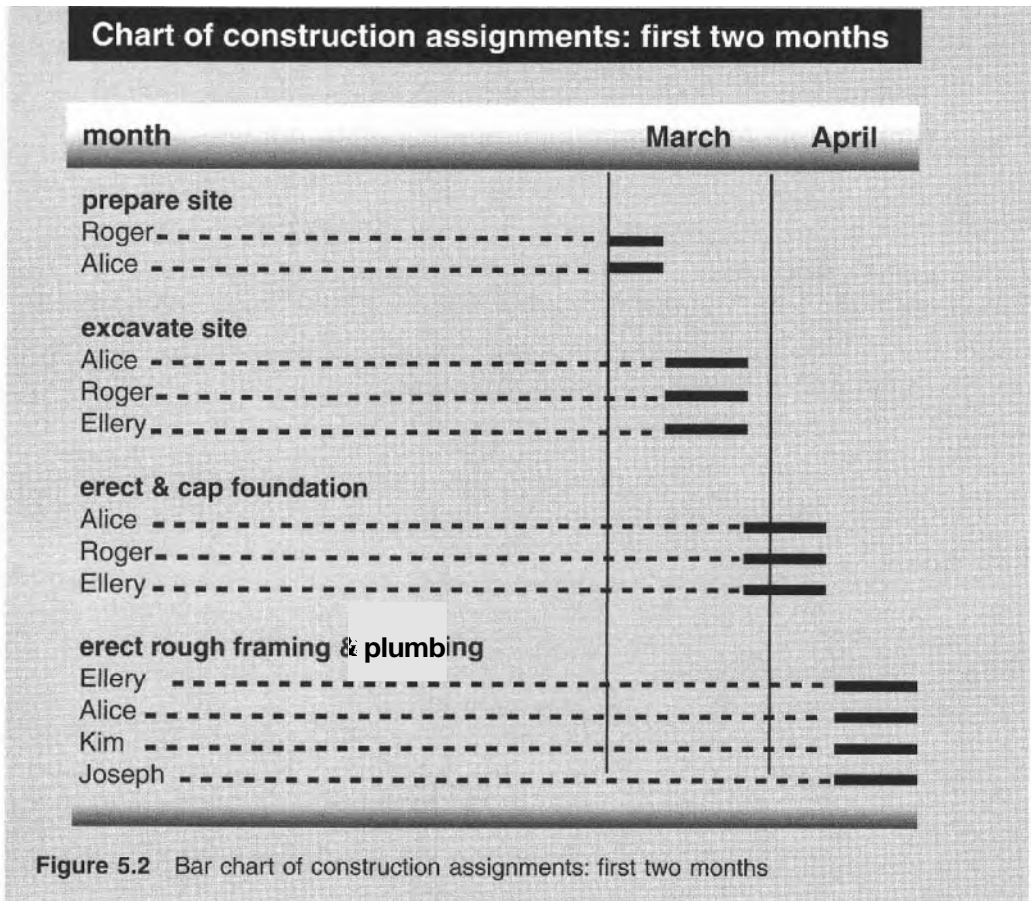 Chart of construction assignments: first two months
month March April
prepare site
Roger
Alice
excavate site
Alice
Roger
Ellery
erect & cap foundation
Alice
Roger
Ellery
erect rough framing & plumbing
Ellery
Alice
Kim
Joseph
Figure 5.2 Bar chart of construction assignments: first two months